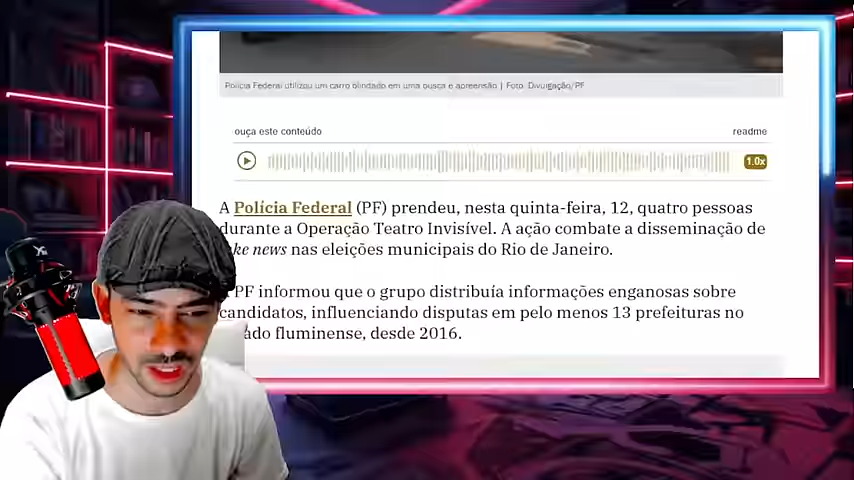 Polícia Federal utilizou um carro blindado em uma busca e apreensão | Foto: Divulgação/PF
ouça este conteúdo
readme
1.0x
A Polícia Federal (PF) prendeu, nesta quinta-feira, 12, quatro pessoas
durante a Operação Teatro Invisível. A ação combate a disseminação de
ke news nas eleições municipais do Rio de Janeiro.
PF informou que o grupo distribuía informações enganosas sobre
candidatos, influenciando disputas em pelo menos 13 prefeituras no
ado fluminense, desde 2016.